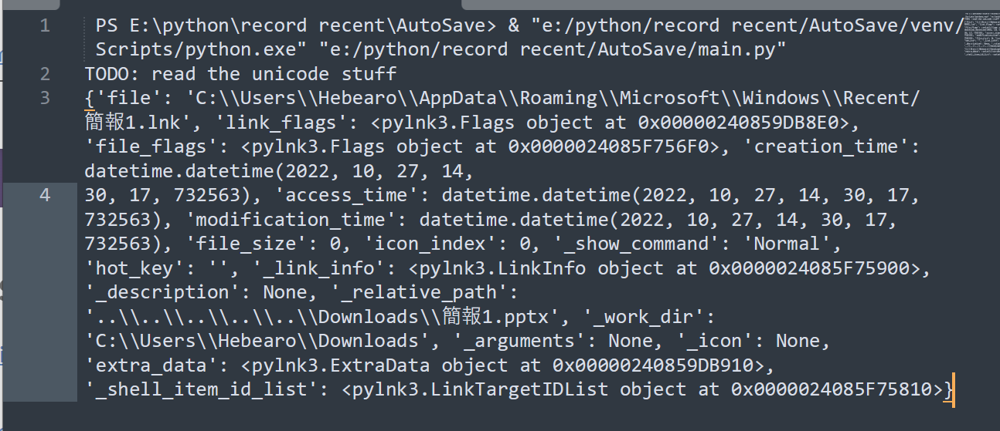 1 PS E:\python\record recent\AutoSave> & "e:/python/record recent/AutoSave/venv/
Scripts/python.exe" "e:/python/record recent/AutoSave/main.py"
2 TODO: read the unicode stuff
3 {'file': 'C:\\Users\\Hebearo\\AppData\\Roaming\\Microsoft\\Windows\\Recent/
簡報1.lnk', 'link_flags': <pylnk3.Flags object at 0x00000240859DB8E0>,
'file_flags': <pylnk3.Flags object at 0x0000024085F756F0>, 'creation_time':
datetime.datetime(2022, 10, 27, 14,
4 30, 17, 732563), 'access_time': datetime.datetime(2022, 10, 27, 14, 30, 17,
732563), 'modification_time': datetime.datetime(2022, 10, 27, 14, 30, 17,
732563), 'file_size': 0, 'icon_index': 0, '_show_command': 'Normal',
'hot_key': '', '_link_info': <pylnk3.LinkInfo object at 0x0000024085F75900>,
'_description': None, '_relative_path':
'..\\..\\..\\..\\..\\Downloads\\簡報1.pptx', '_work_dir':
'C:\\Users\\Hebearo\\Downloads', '_arguments': None, '_icon': None,
'extra_data': <pylnk3.ExtraData object at 0x00000240859DB910>,
'_shell_item_id_list': <pylnk3.LinkTargetIDList object at 0x0000024085F75810>}